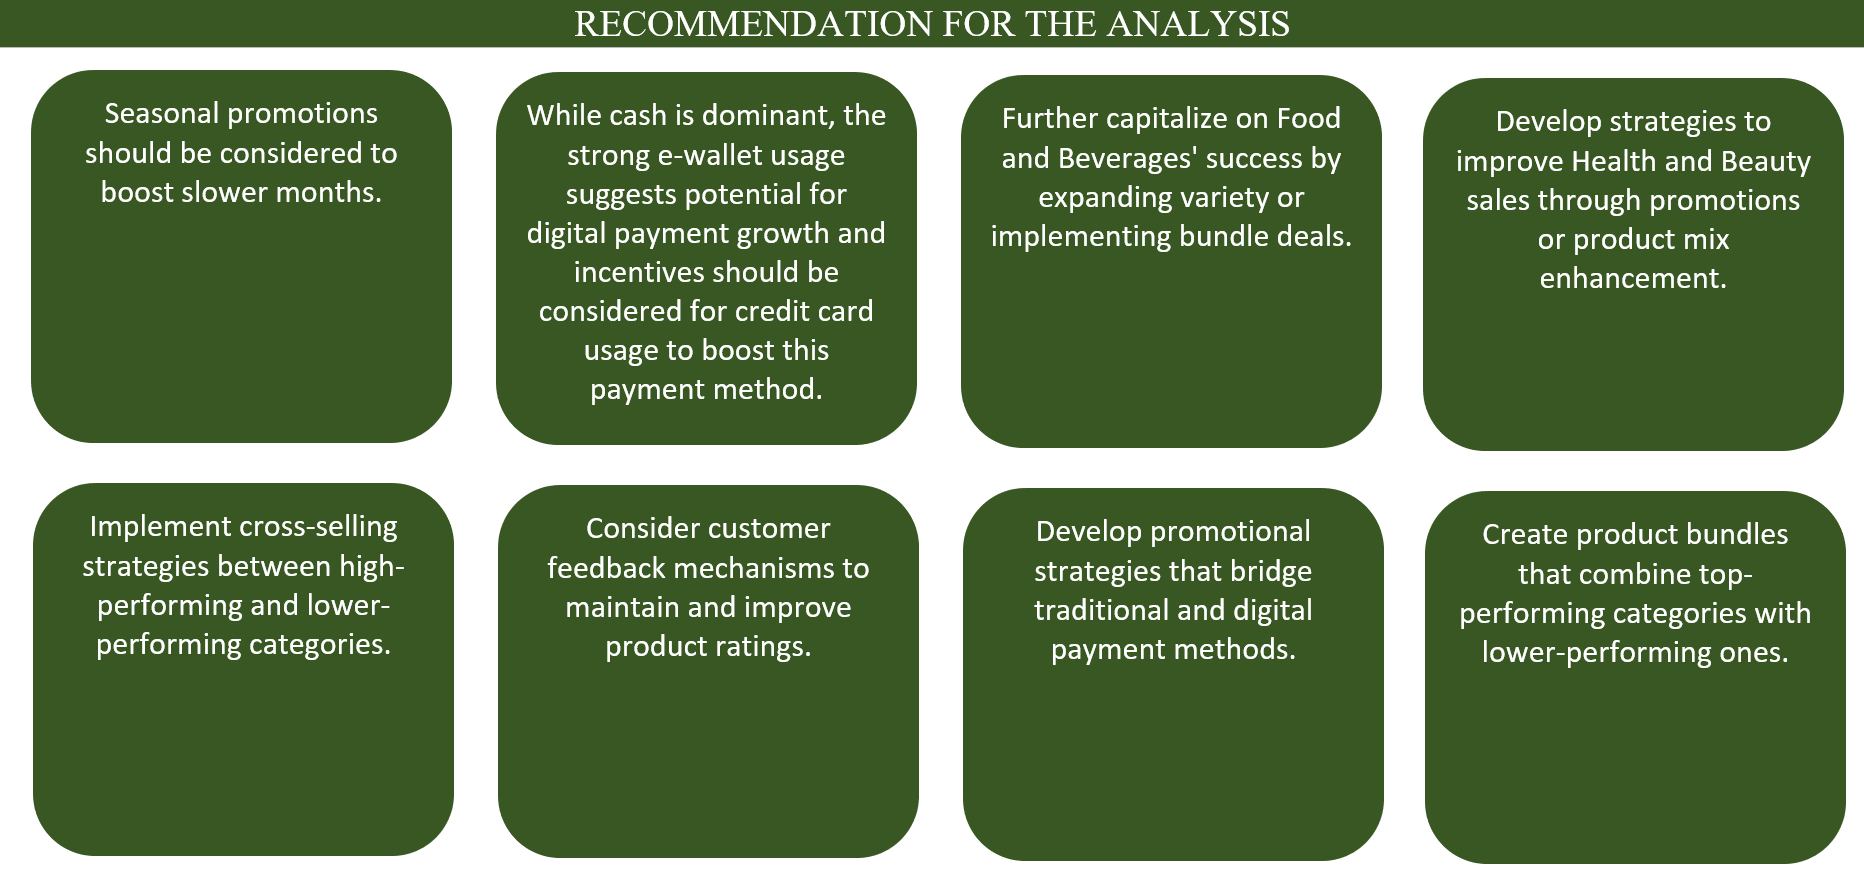 RECOMMENDATION FOR THE ANALYSIS
Seasonal promotions
should be considered to
boost slower months.
While cash is dominant, the
strong e-wallet usage
suggests potential for
digital payment growth and
incentives should be
considered for credit card
usage to boost this
payment method.
Further capitalize on Food
and Beverages' success by
expanding variety or
implementing bundle deals.
Develop strategies to
improve Health and Beauty
sales through promotions
or product mix
enhancement.
Implement cross-selling
strategies between high-
performing and lower-
performing categories.
Consider customer
feedback mechanisms to
maintain and improve
product ratings.
Develop promotional
strategies that bridge
traditional and digital
payment methods.
Create product bundles
that combine top-
performing categories with
lower-performing ones.